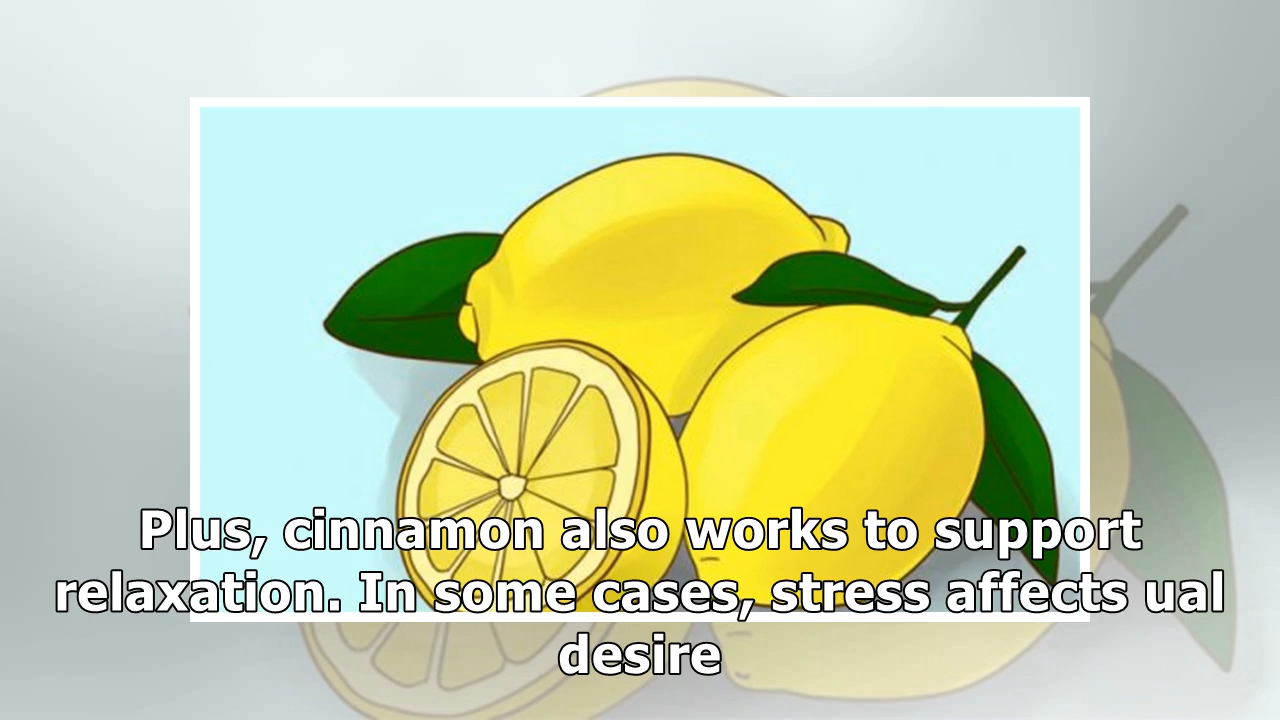 Plus, cinnamon also works to support
relaxation. In some cases, stress affects ual
desire